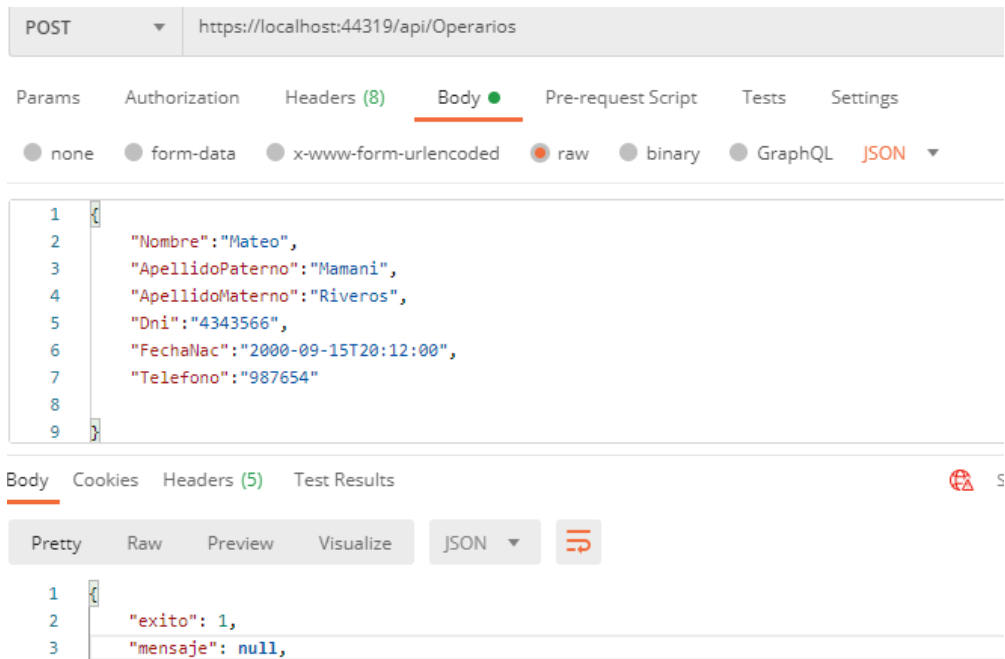 POST https://localhost:44319/api/Operarios
Params Authorization Headers (8) Body Pre-request Script Tests Settings
none form-data x-www-form-urlencoded raw binary GraphQL JSON
1 {
2 "Nombre":"Mateo",
3 "ApellidoPaterno":"Mamani",
4 "ApellidoMaterno":"Riveros",
5 "Dni":"4343566",
6 "FechaNac":"2000-09-15T20:12:00",
7 "Telefono":"987654"
8
9 }
Body Cookies Headers (5) Test Results S
Pretty Raw Preview Visualize JSON
1 {
2 "exito": 1,
3 "mensaje": null,